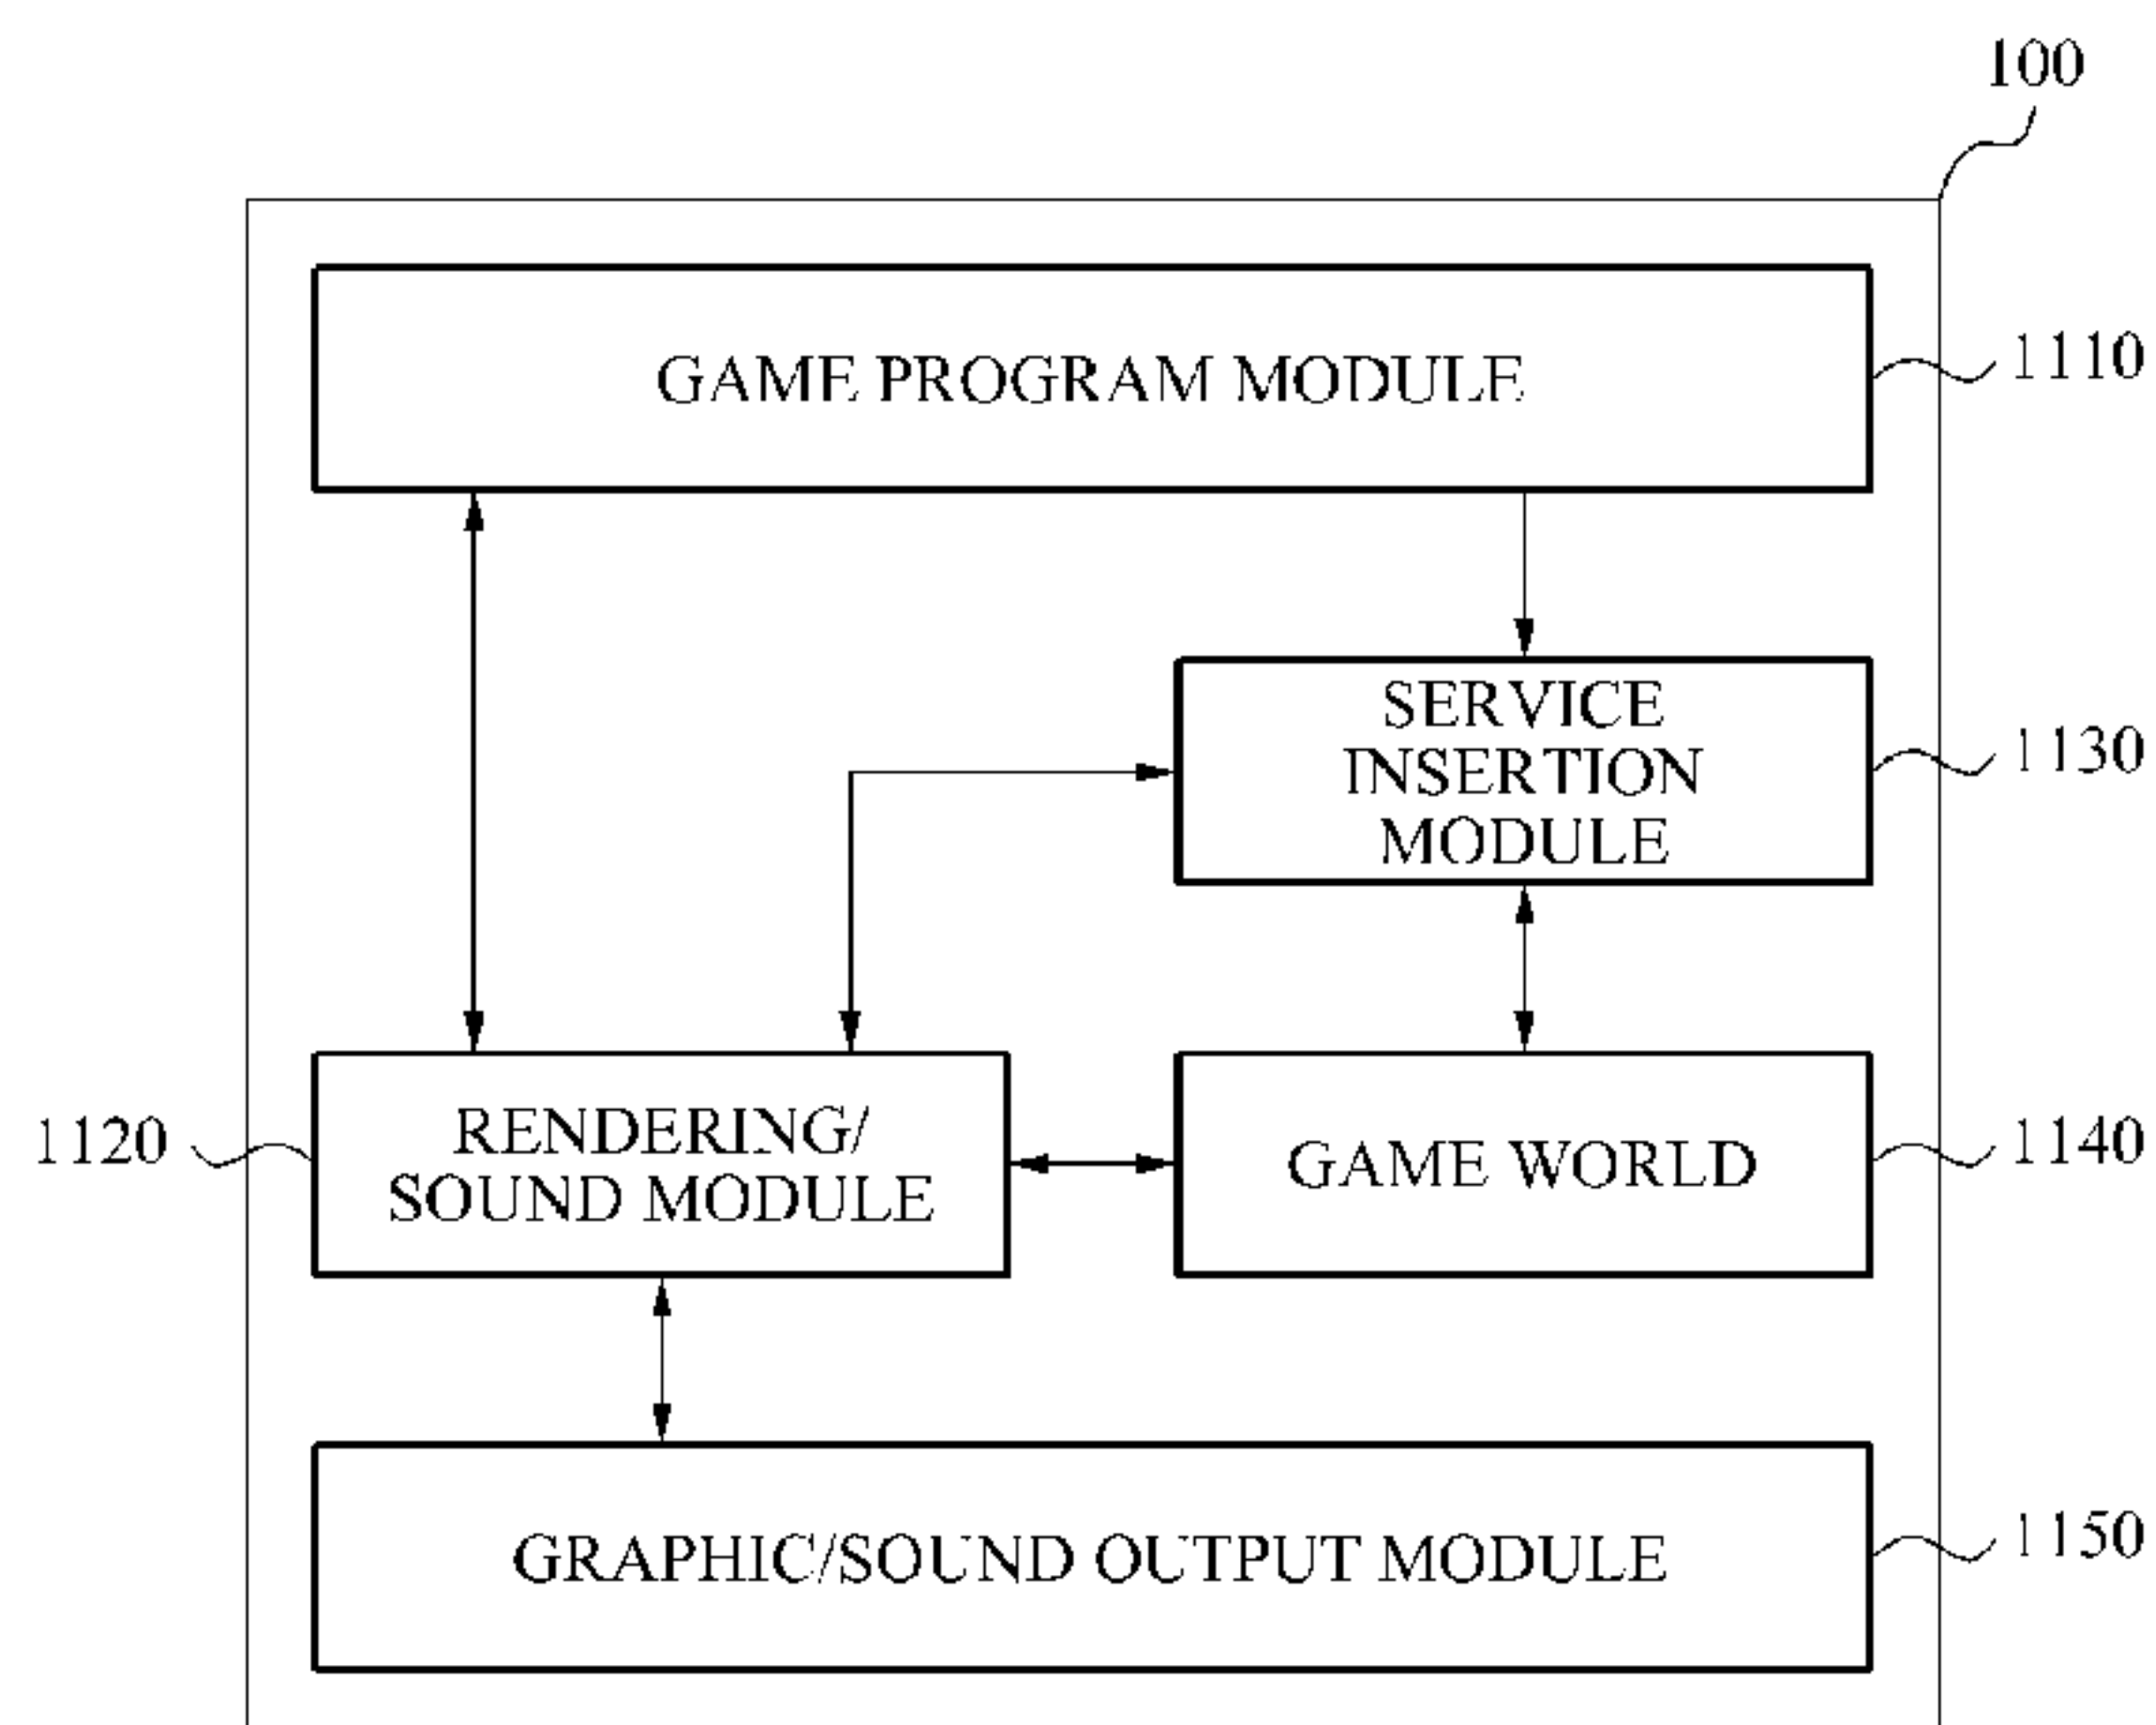 100
GAME PROGRAM MODULE
1110
SERVICE
INSERTION
MODULE
1130
1120
RENDERING/
SOUND MODULE
GAME WORLD
1140
GRAPHIC/SOUND OUTPUT MODULE
1150